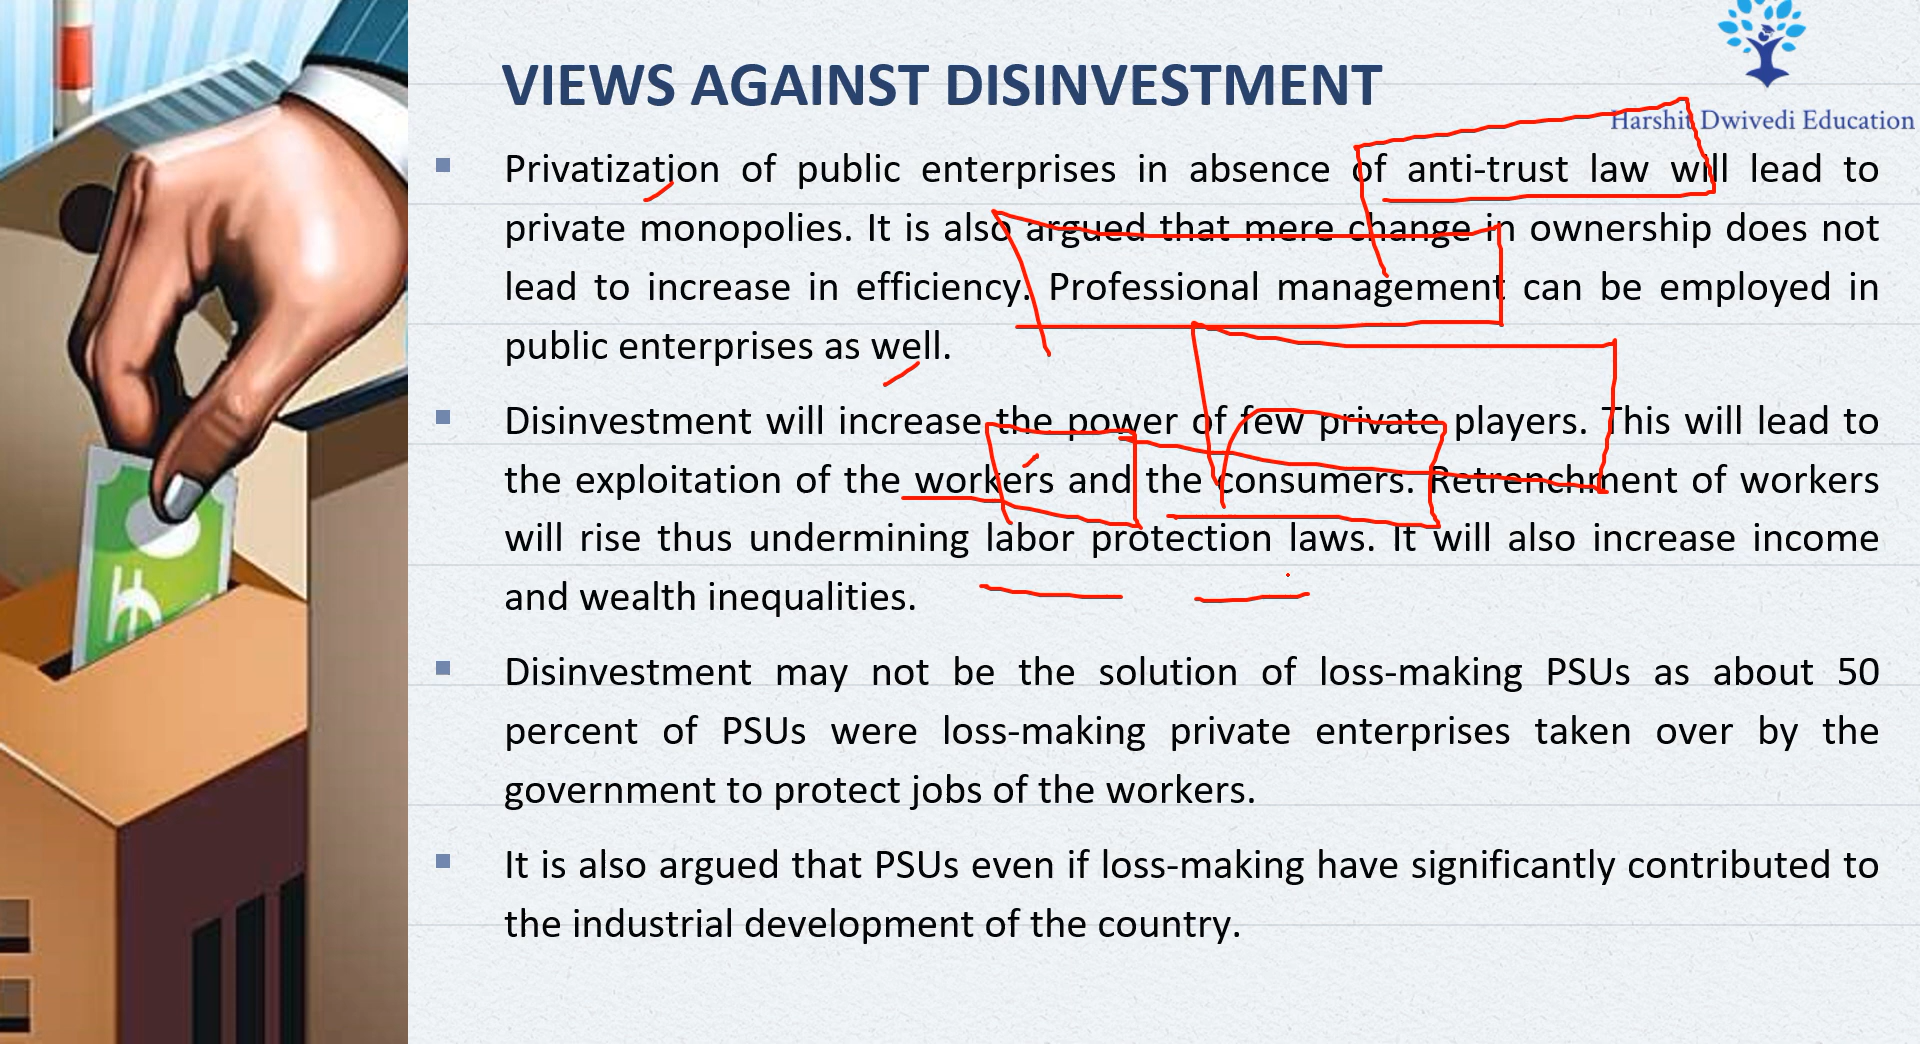 VIEWS AGAINST DISINVESTMENT
Harshit Dwivedi Education
▪ Privatization of public enterprises in absence of anti-trust law will lead to
private monopolies. It is also argued that mere change in ownership does not
lead to increase in efficiency. Professional management can be employed in
public enterprises as well.
▪ Disinvestment will increase the power of few private players. This will lead to
the exploitation of the workers and the consumers. Retrenchment of workers
will rise thus undermining labor protection laws. It will also increase income
and wealth inequalities.
▪ Disinvestment may not be the solution of loss-making PSUs as about 50
percent of PSUs were loss-making private enterprises taken over by the
government to protect jobs of the workers.
▪ It is also argued that PSUs even if loss-making have significantly contributed to
the industrial development of the country.